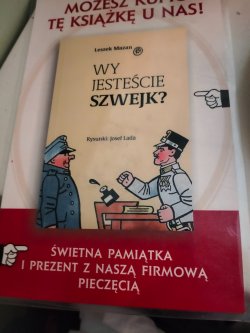 MOŻESZ KUPIĆ
TĘ KSIĄŻKĘ U NAS!
Leszek Mazan
WY
JESTEŚCIE
SZWEJK?
Rysunki: Josef Lada
ŚWIETNA PAMIĄTKA
I PREZENT Z NASZĄ FIRMOWĄ
PIECZĘCIĄ